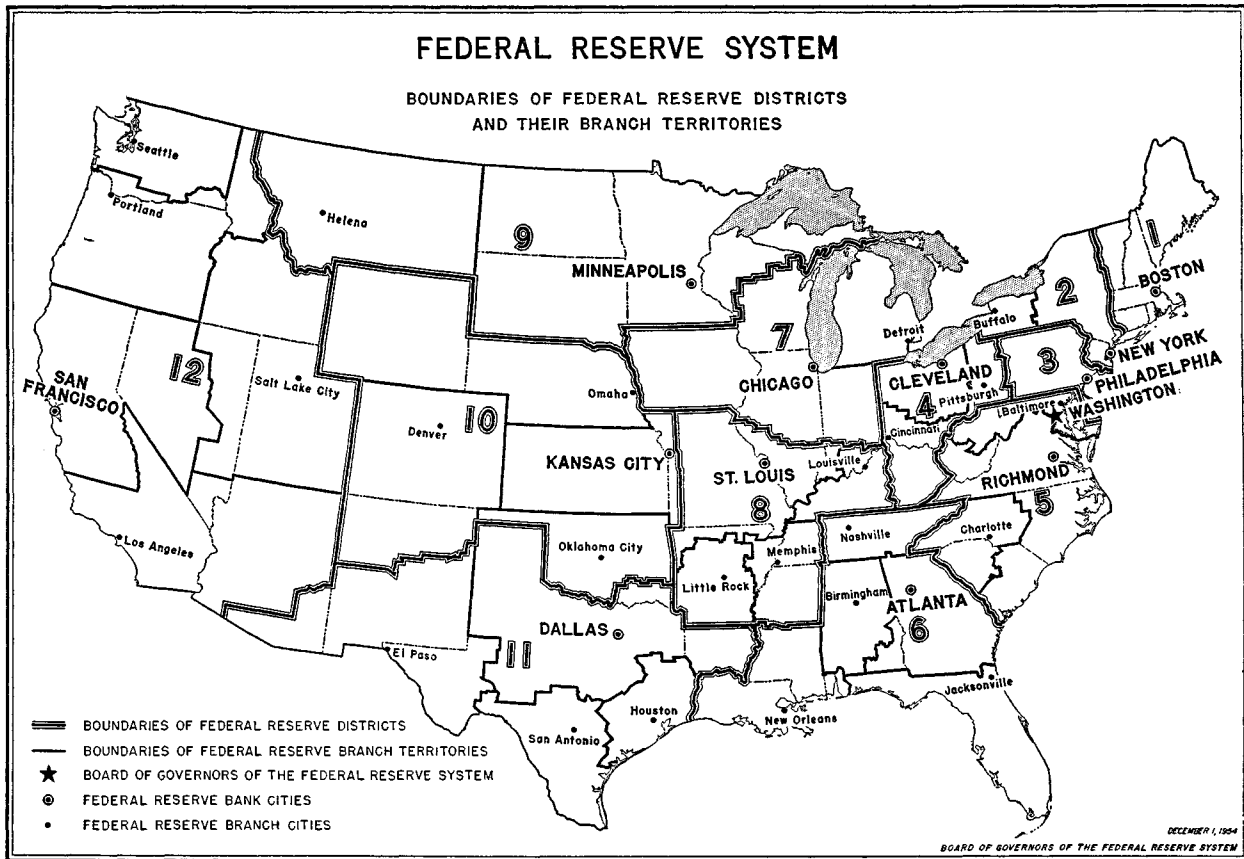 FEDERAL RESERVE SYSTEM
BOUNDARIES OF FEDERAL RESERVE DISTRICTS
AND THEIR BRANCH TERRITORIES
Seattle
Portland
Helena
9
MINNEAPOLIS
1
BOSTON
2
Buffalo
Detroit
7
CHICAGO
3
NEW YORK
PHILADELPHIA
CLEVELAND
4
Pittsburgh
Baltimore
WASHINGTON
Cincinnati
12
SAN
FRANCISCO
Salt Lake City
Omaha
10
Denver
KANSAS CITY
ST. LOUIS
8
Louisville
RICHMOND
5
Los Angeles
Oklahoma City
Memphis
Nashville
Charlotte
Little Rock
Birmingham
ATLANTA
6
DALLAS
11
El Paso
Houston
San Antonio
New Orleans
Jacksonville
BOUNDARIES OF FEDERAL RESERVE DISTRICTS
BOUNDARIES OF FEDERAL RESERVE BRANCH TERRITORIES
BOARD OF GOVERNORS OF THE FEDERAL RESERVE SYSTEM
FEDERAL RESERVE BANK CITIES
FEDERAL RESERVE BRANCH CITIES
DECEMBER 1, 1954
BOARD OF GOVERNORS OF THE FEDERAL RESERVE SYSTEM